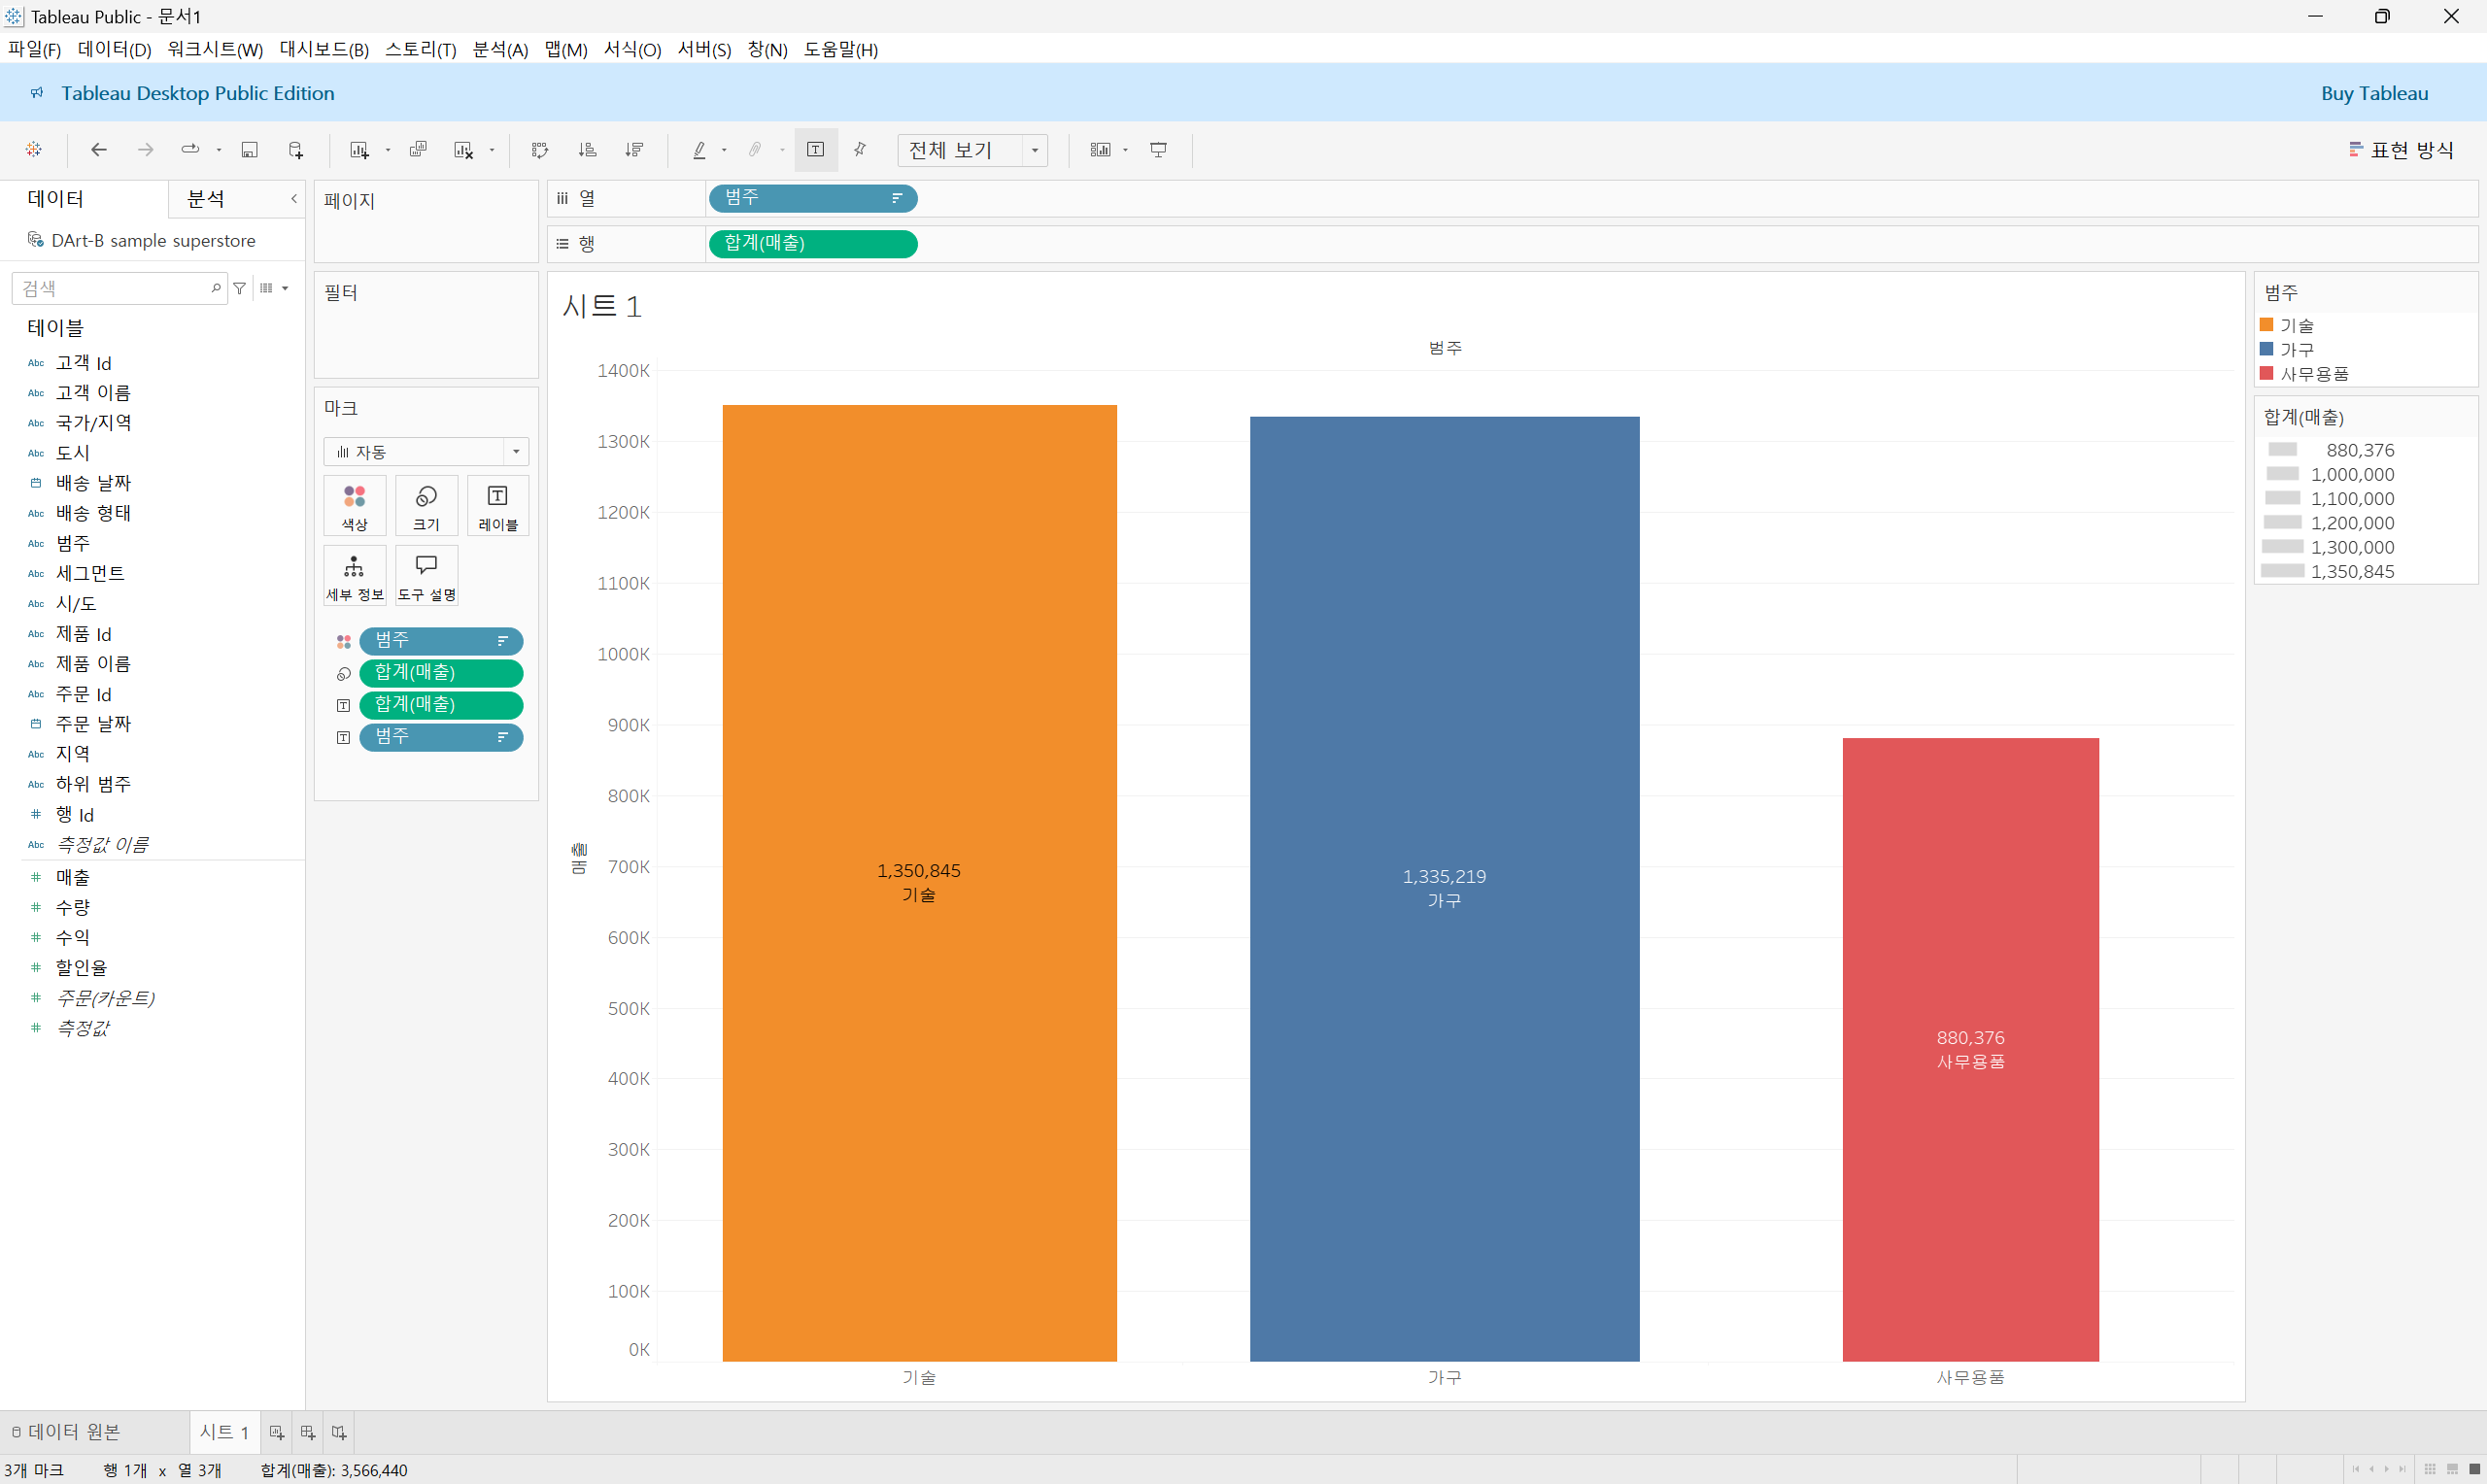 Tableau Public - 문서1
파일(F) 데이터(D) 워크시트(W) 대시보드(B) 스토리(T) 분석(A) 맵(M) 서식(O) 서버(S) 창(N) 도움말(H)
Tableau Desktop Public Edition
Buy Tableau
전체 보기
표현 방식
데이터
분석
DArt-B sample superstore
검색
테이블
Abc 고객 Id
Abc 고객 이름
Abc 국가/지역
Abc 도시
배송 날짜
Abc 배송 형태
Abc 범주
Abc 세그먼트
Abc 시/도
Abc 제품 Id
Abc 제품 이름
Abc 주문 Id
주문 날짜
Abc 지역
Abc 하위 범주
# 행 Id
Abc 측정값 이름
# 매출
# 수량
# 수익
# 할인율
# 주문(카운트)
# 측정값
페이지
필터
마크
자동
색상
크기
레이블
세부 정보
도구 설명
범주
합계(매출)
합계(매출)
범주
열
범주
행
합계(매출)
시트 1
범주
1400K
1300K
1200K
1100K
1000K
900K
800K
700K
600K
500K
400K
300K
200K
100K
0K
매출
1,350,845
기술
1,335,219
가구
880,376
사무용품
기술
가구
사무용품
범주
기술
가구
사무용품
합계(매출)
880,376
1,000,000
1,100,000
1,200,000
1,300,000
1,350,845
데이터 원본
시트 1
3개 마크
행 1개 x 열 3개
합계(매출): 3,566,440